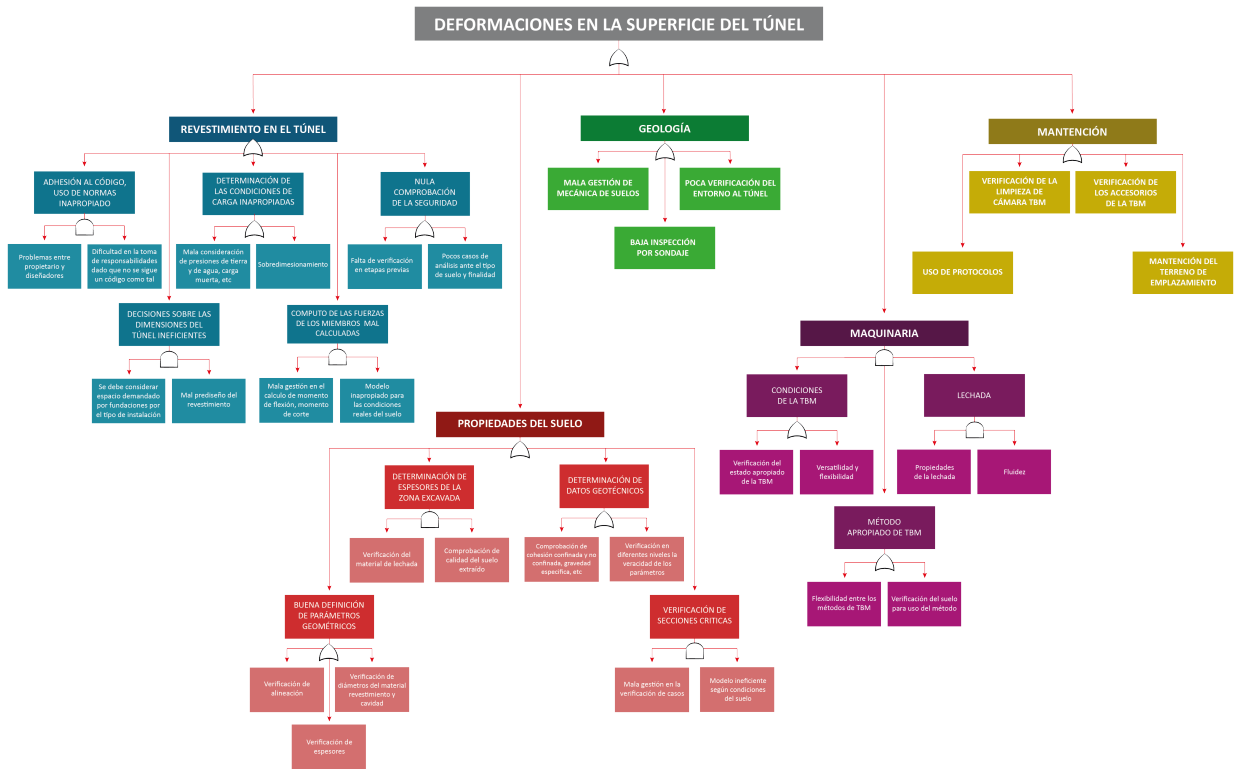 DEFORMACIONES EN LA SUPERFICIE DEL TÚNEL
REVESTIMIENTO EN EL TÚNEL
ADHESIÓN AL CÓDIGO,
USO DE NORMAS
INAPROPIADO
Problemas entre
propietario y
diseñadores
Dificultad en la toma
de responsabilidades
dado que no se sigue
un código como tal
DETERMINACIÓN DE
LAS CONDICIONES DE
CARGA INAPROPIADAS
Mala consideración
de presiones de tierra
y de agua, carga
muerta, etc
Sobredimesionamiento
NULA
COMPROBACIÓN
DE LA SEGURIDAD
Falta de verificación
en etapas previas
Pocos casos de
análisis ante el tipo
de suelo y finalidad
DECISIONES SOBRE LAS
DIMENSIONES DEL
TÚNEL INEFICIENTES
Se debe considerar
espacio demandado
por fundaciones por
el tipo de instalación
Mal prediseño del
revestimiento
COMPUTO DE LAS FUERZAS
DE LOS MIEMBROS MAL
CALCULADAS
Mala gestión en el
calculo de momento
de flexión, momento
de corte
Modelo
inapropiado para
las condiciones
reales del suelo
GEOLOGÍA
MALA GESTIÓN DE
MECÁNICA DE SUELOS
POCA VERIFICACIÓN DEL
ENTORNO AL TÚNEL
BAJA INSPECCIÓN
POR SONDAJE
MANTENCIÓN
VERIFICACIÓN DE LA
LIMPIEZA DE
CÁMARA TBM
VERIFICACIÓN DE
LOS ACCESORIOS
DE LA TBM
USO DE PROTOCOLOS
MANTENCIÓN DEL
TERRENO DE
EMPLAZAMIENTO
MAQUINARIA
CONDICIONES
DE LA TBM
Verificación del
estado apropiado
de la TBM
Versatilidad y
flexibilidad
LECHADA
Propiedades
de la lechada
Fluidez
MÉTODO
APROPIADO DE TBM
Flexibilidad entre los
métodos de TBM
Verificación del suelo
para uso del método
PROPIEDADES DEL SUELO
DETERMINACIÓN DE
ESPESORES DE LA
ZONA EXCAVADA
Verificación del
material de lechada
Comprobación de
calidad del suelo
extraído
DETERMINACIÓN DE
DATOS GEOTÉCNICOS
Comprobación de
cohesión confinada y no
confinada, gravedad
especifica, etc
Verificación en
diferentes niveles la
veracidad de los
parámetros
BUENA DEFINICIÓN
DE PARÁMETROS
GEOMÉTRICOS
Verificación de
alineación
Verificación de
diámetros del material
revestimiento y
cavidad
Verificación de
espesores
VERIFICACIÓN DE
SECCIONES CRITICAS
Mala gestión en la
verificación de casos
Modelo ineficiente
según condiciones
del suelo